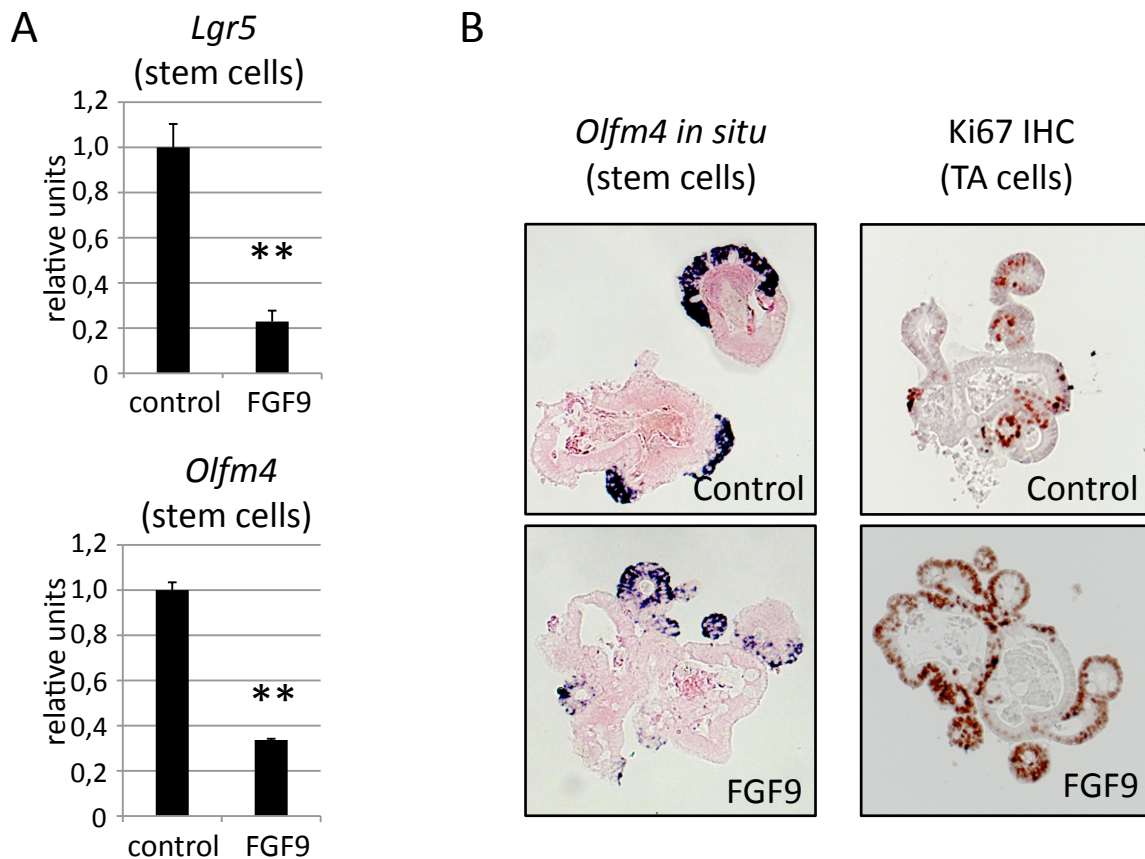 A
Lgr5
(stem cells)
relative units
1,2
1,0
0,8
0,6
0,4
0,2
0
**
control FGF9
Olfm4
(stem cells)
relative units
1,2
1,0
0,8
0,6
0,4
0,2
0
**
control FGF9
B
Olfm4 in situ
(stem cells)
Ki67 IHC
(TA cells)
Control
Control
FGF9
FGF9